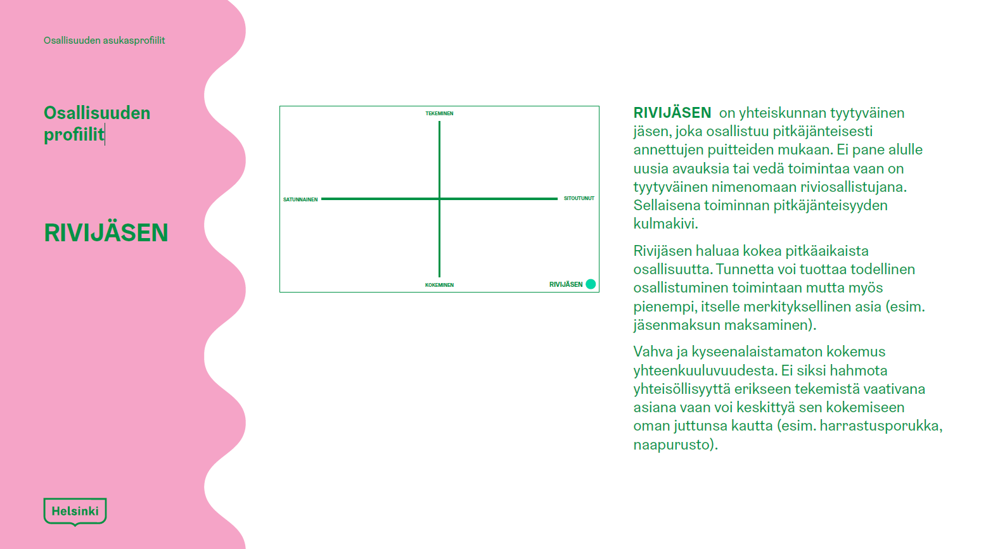 Osallisuuden asukasprofiilit
Osallisuuden
profiilit
RIVIJÄSEN
Helsinki
TEKEMINEN
SATUNNAINEN
SITOUTUNUT
KOKEMINEN
RIVIJÄSEN
RIVIJÄSEN on yhteiskunnan tyytyväinen
jäsen, joka osallistuu pitkäjänteisesti
annettujen puitteiden mukaan. Ei pane alulle
uusia avauksia tai vedä toimintaa vaan on
tyytyväinen nimenomaan riviosallistujana.
Sellaisena toiminnan pitkäjänteisyyden
kulmakivi.
Rivijäsen haluaa kokea pitkäaikaista
osallisuutta. Tunnetta voi tuottaa todellinen
osallistuminen toimintaan mutta myös
pienempi, itselle merkityksellinen asia (esim.
jäsenmaksun maksaminen).
Vahva ja kyseenalaistamaton kokemus
yhteenkuuluvuudesta. Ei siksi hahmota
yhteisöllisyyttä erikseen tekemistä vaativana
asiana vaan voi keskittyä sen kokemiseen
oman juttunsa kautta (esim. harrastusporukka,
naapurusto).